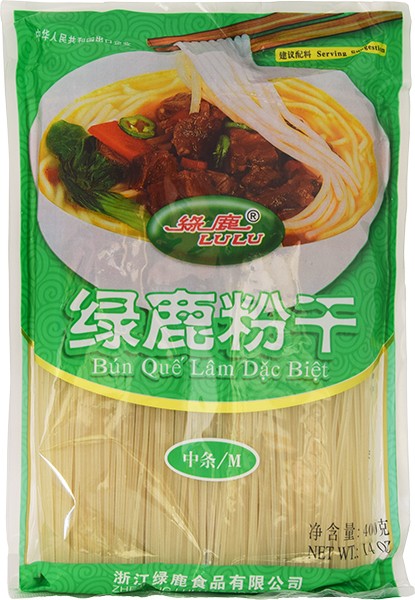 中华人民共和国出口商品
建议配料 Serving Suggestion
绿鹿®
LULU
绿鹿粉干
Bún Quế Lâm Dặc Biệt
中条/M
净含量: 400克
NET WT.: 14 OZ
浙江绿鹿食品有限公司